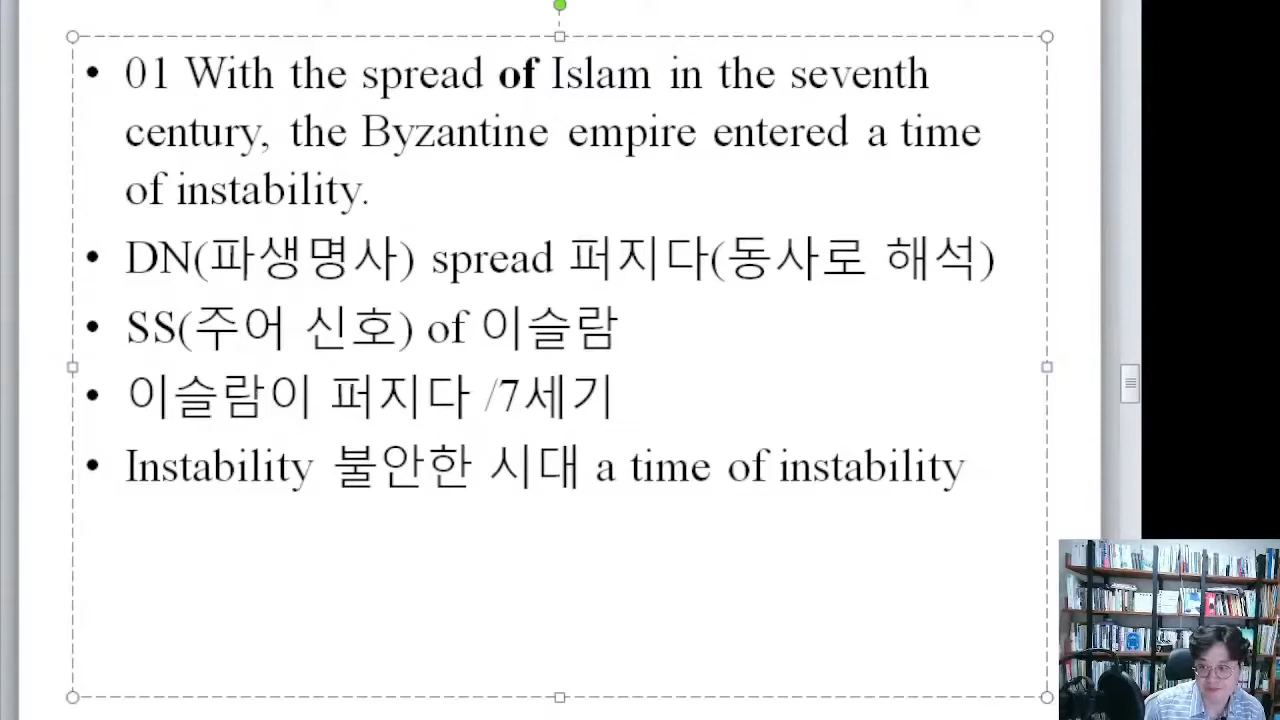 • 01 With the spread of Islam in the seventh
century, the Byzantine empire entered a time
of instability.
• DN(파생명사) spread 퍼지다(동사로 해석)
• SS(주어 신호) of 이슬람
• 이슬람이 퍼지다 /7세기
• Instability 불안한 시대 a time of instability